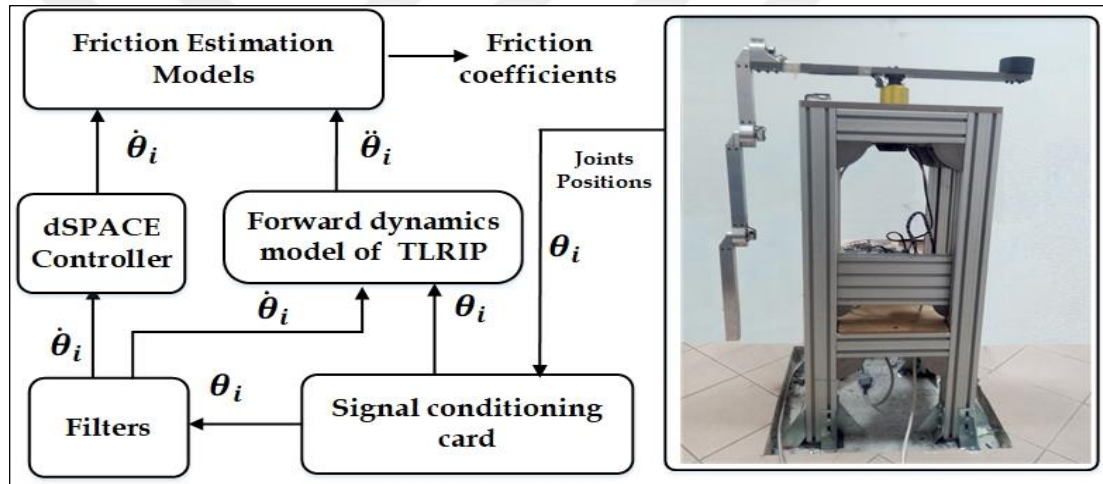 Friction Estimation
Models
Friction
coefficients
θ̇ᵢ
θ̈ᵢ
Joints
Positions
dSPACE
Controller
Forward dynamics
model of TLRIP
θᵢ
θ̇ᵢ
θ̇ᵢ
θᵢ
Filters
θᵢ
Signal conditioning
card